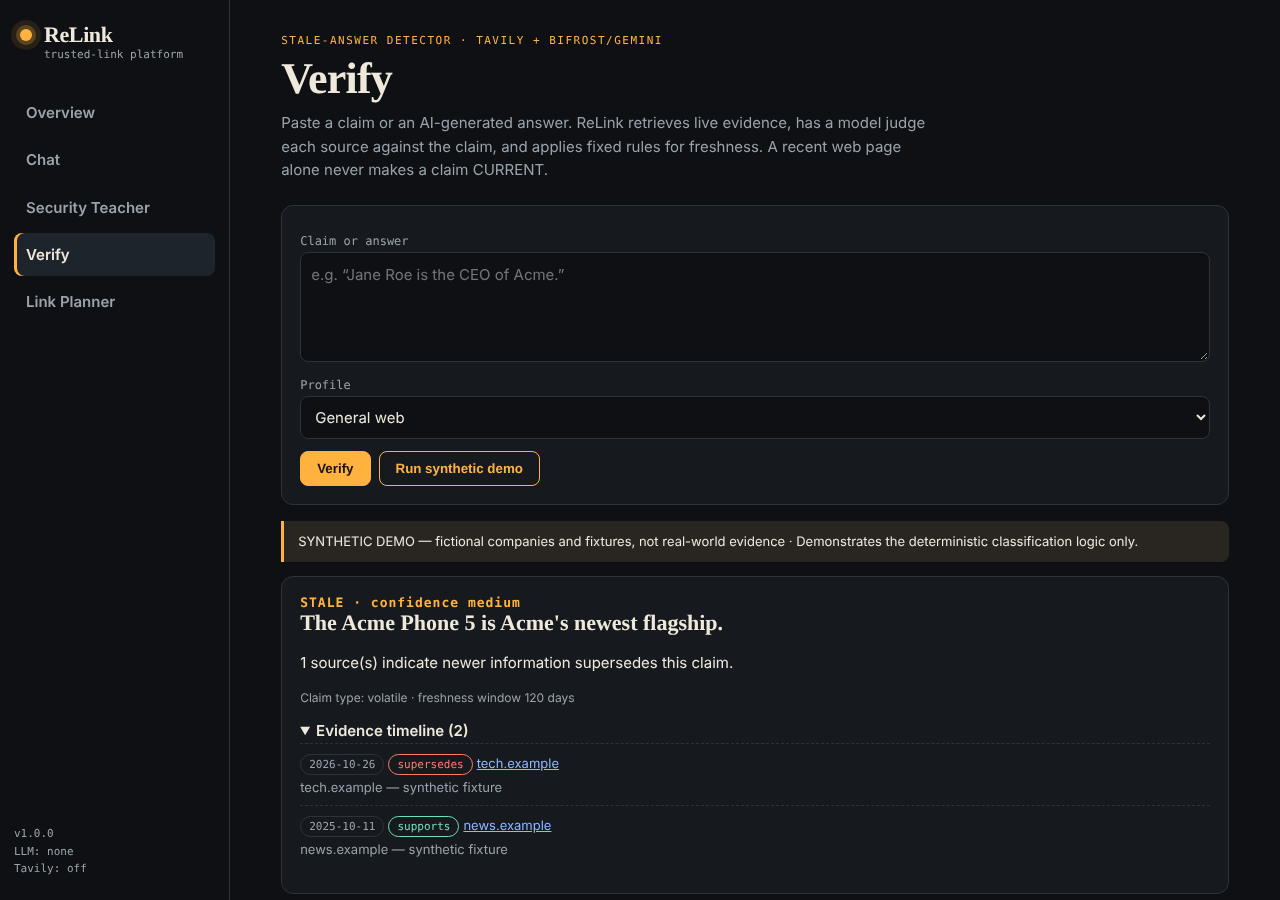 ReLink
trusted-link platform
Overview
Chat
Security Teacher
Verify
Link Planner
v1.0.0
LLM: none
Tavily: off
STALE-ANSWER DETECTOR · TAVILY + BIFROST/GEMINI
Verify
Paste a claim or an AI-generated answer. ReLink retrieves live evidence, has a model judge
each source against the claim, and applies fixed rules for freshness. A recent web page
alone never makes a claim CURRENT.
Claim or answer
e.g. “Jane Roe is the CEO of Acme.”
Profile
General web
Verify
Run synthetic demo
SYNTHETIC DEMO — fictional companies and fixtures, not real-world evidence · Demonstrates the deterministic classification logic only.
STALE · confidence medium
The Acme Phone 5 is Acme's newest flagship.
1 source(s) indicate newer information supersedes this claim.
Claim type: volatile · freshness window 120 days
▼ Evidence timeline (2)
2026-10-26 supersedes tech.example
tech.example — synthetic fixture
2025-10-11 supports news.example
news.example — synthetic fixture